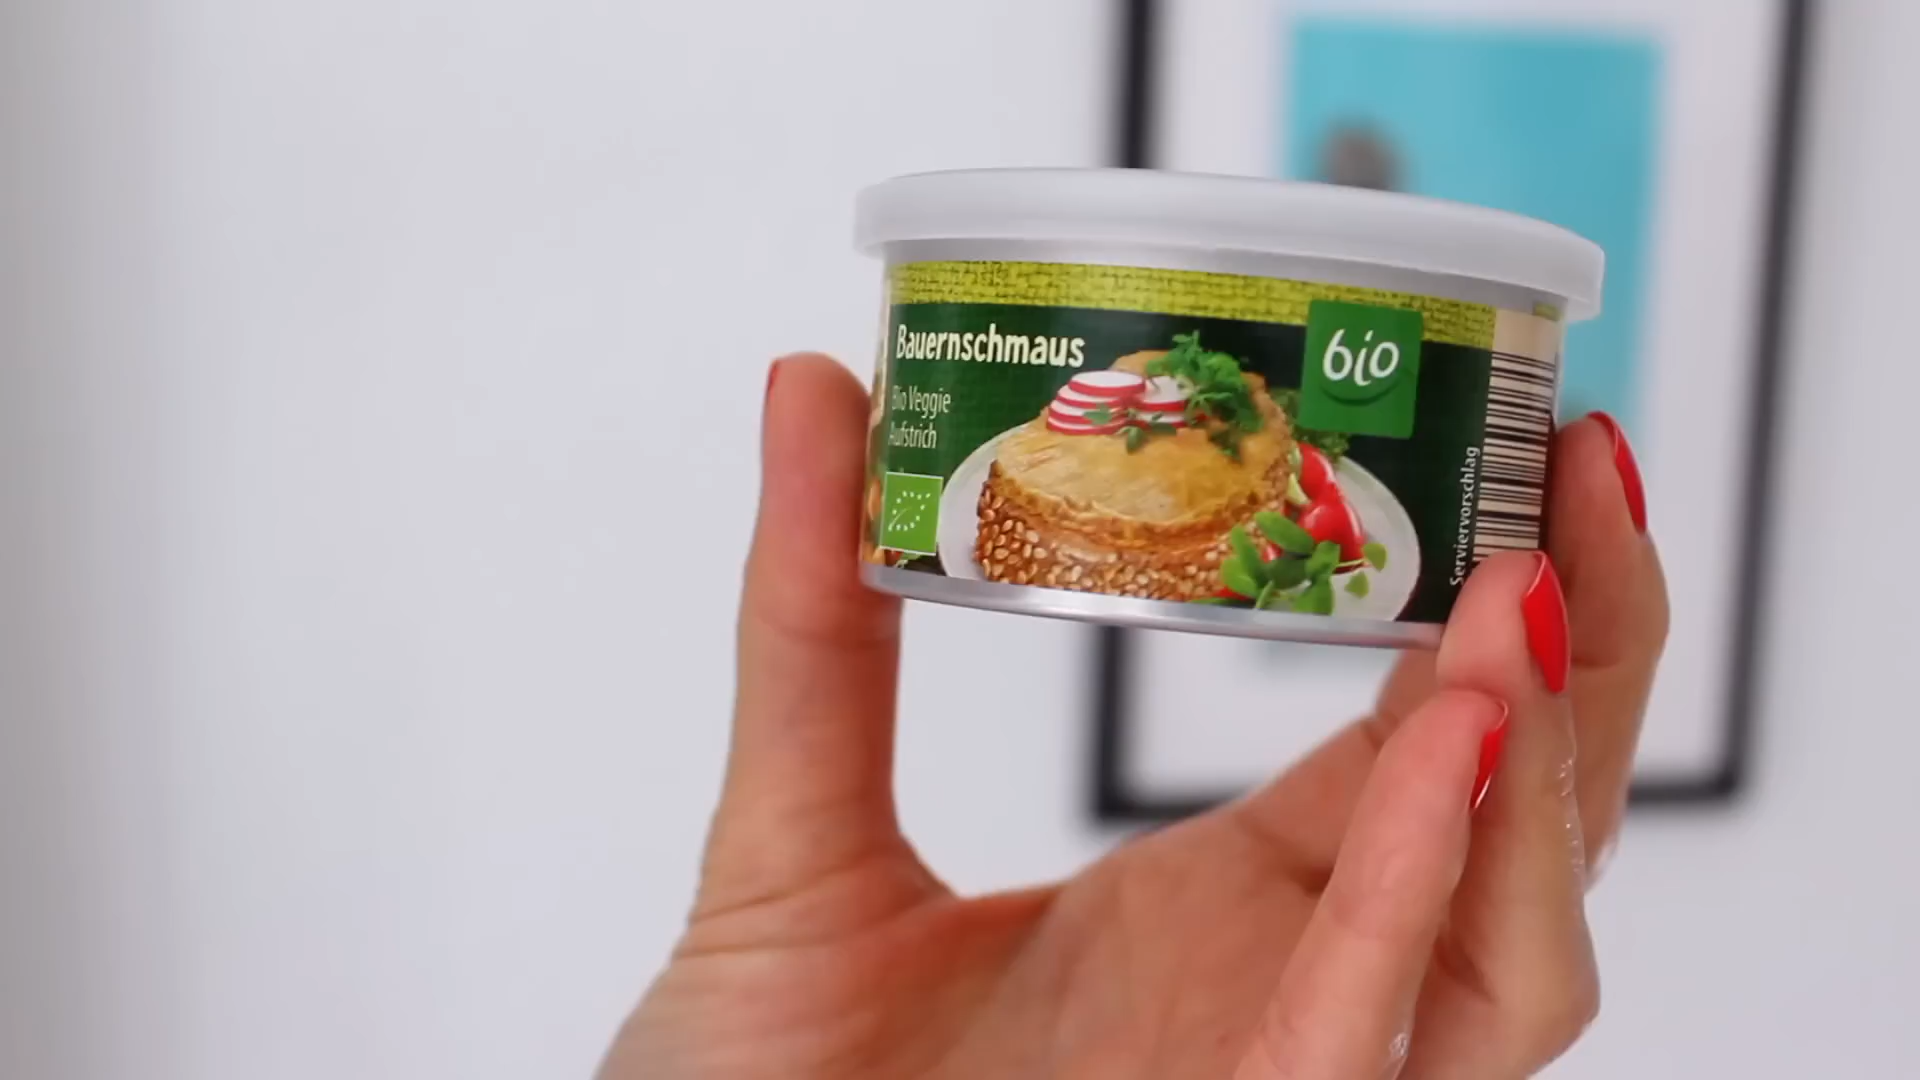 Bauernschmaus
Bio Veggie
Aufstrich
bio
Serviervorschlag